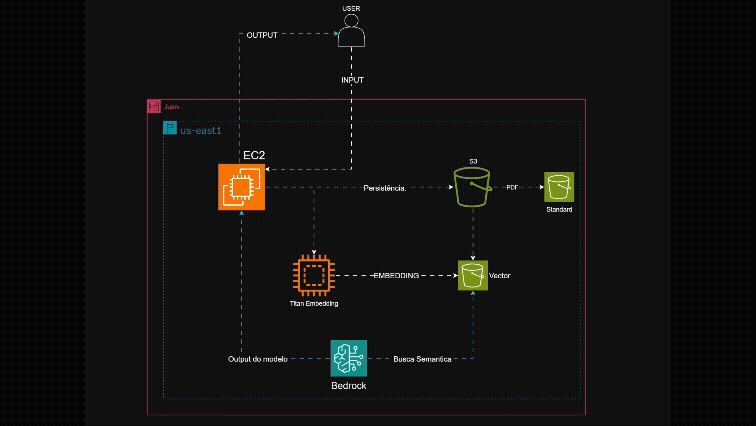 USER
OUTPUT
INPUT
Juan-
us-east1
EC2
S3
Persistência.
PDF
Standard
EMBEDDING
Vector
Titan Embedding
Output do modelo
Busca Semantica
Bedrock